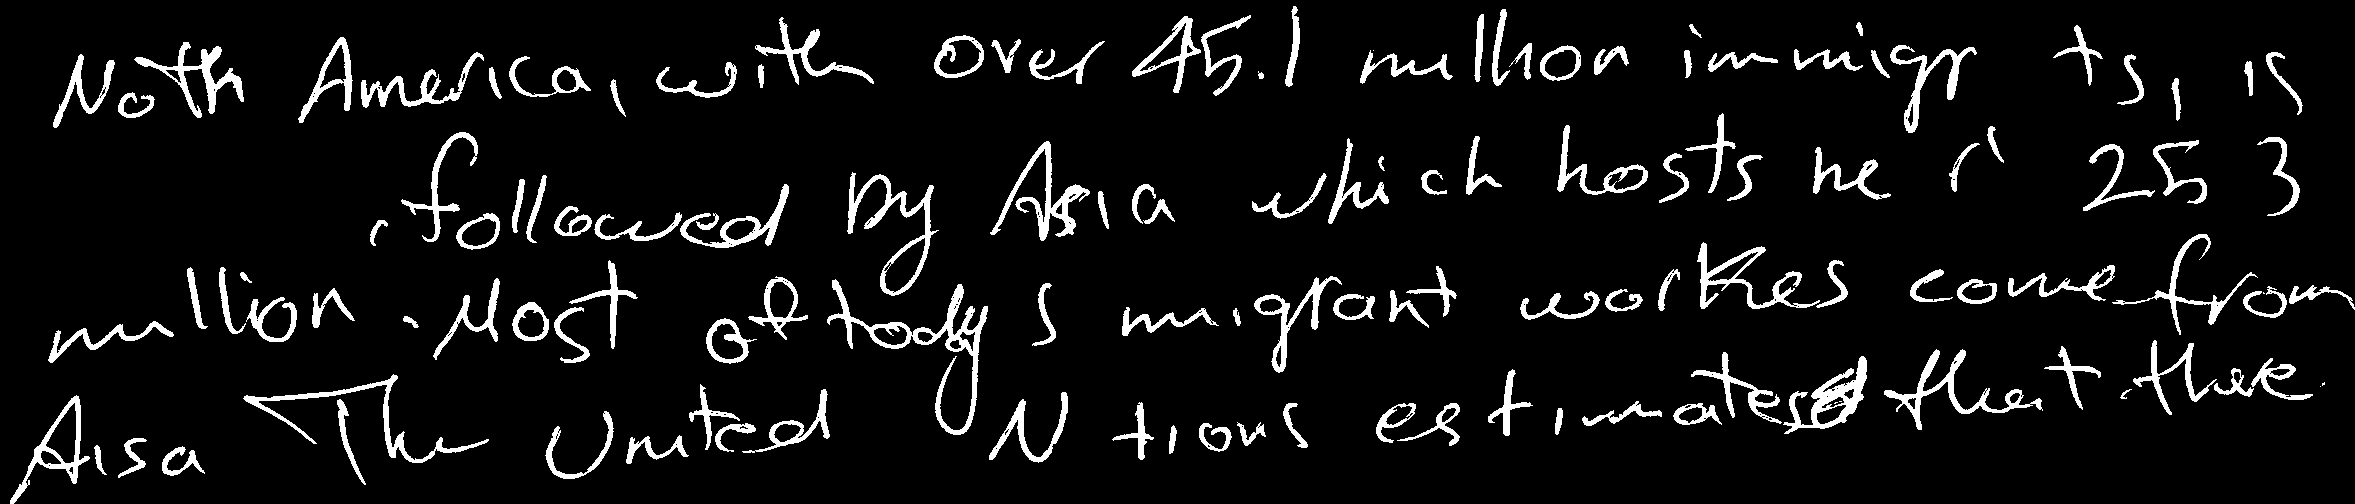 Noth America, with over 45.1 million immigr ts, is
, followed by Asia which hosts ne r 25 3
million. Most of today s migrant workes come from
Aisa The United N tions estimates that there